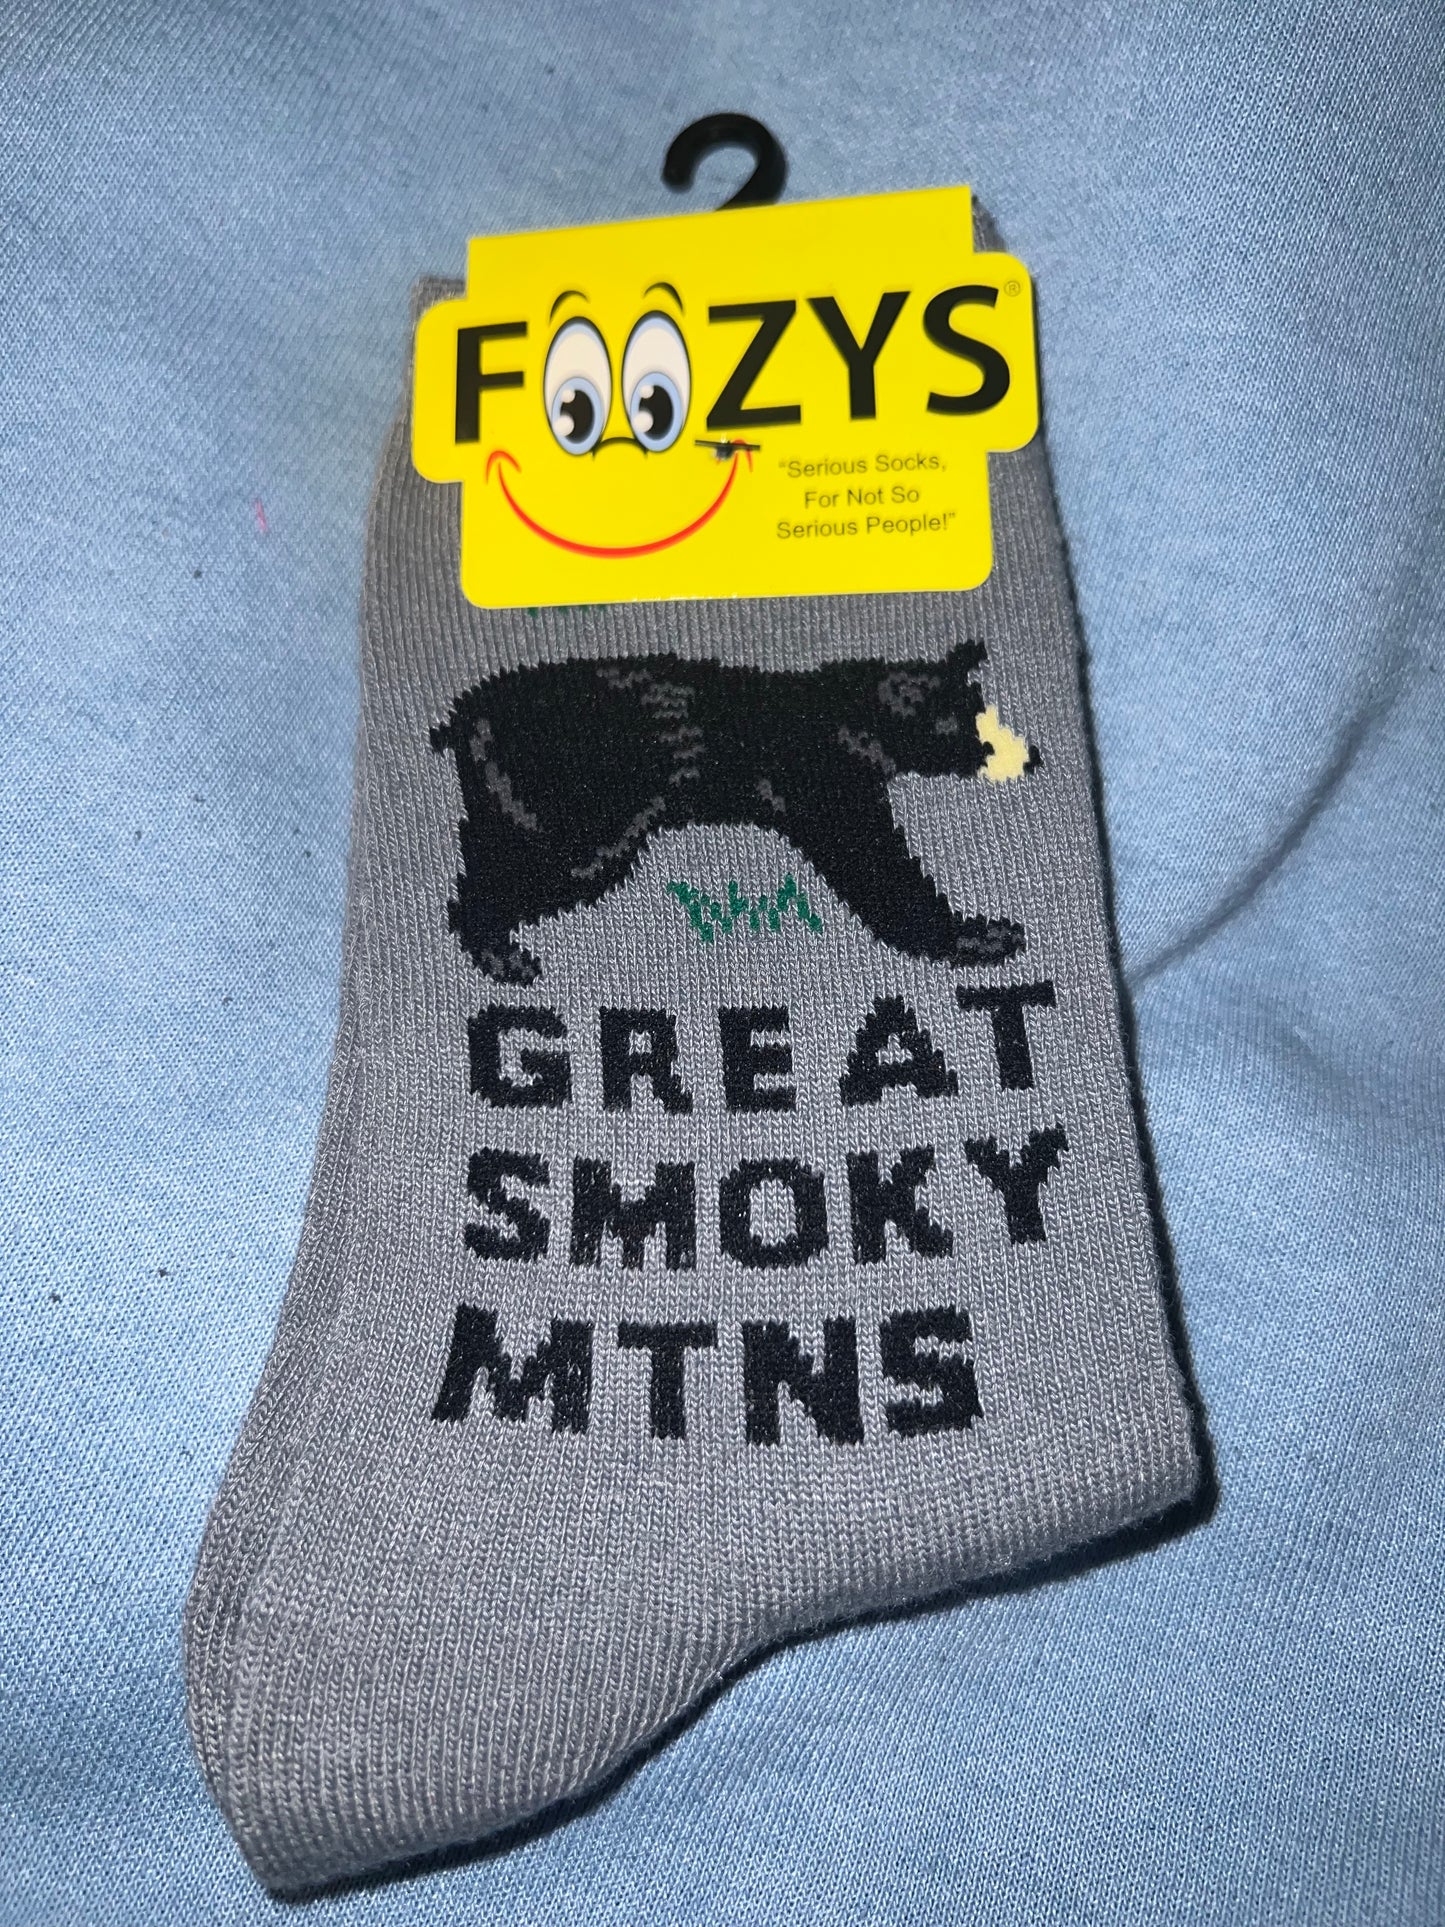 FOOZYS®
"Serious Socks,
For Not So
Serious People!"
GREAT
SMOKY
MTNS